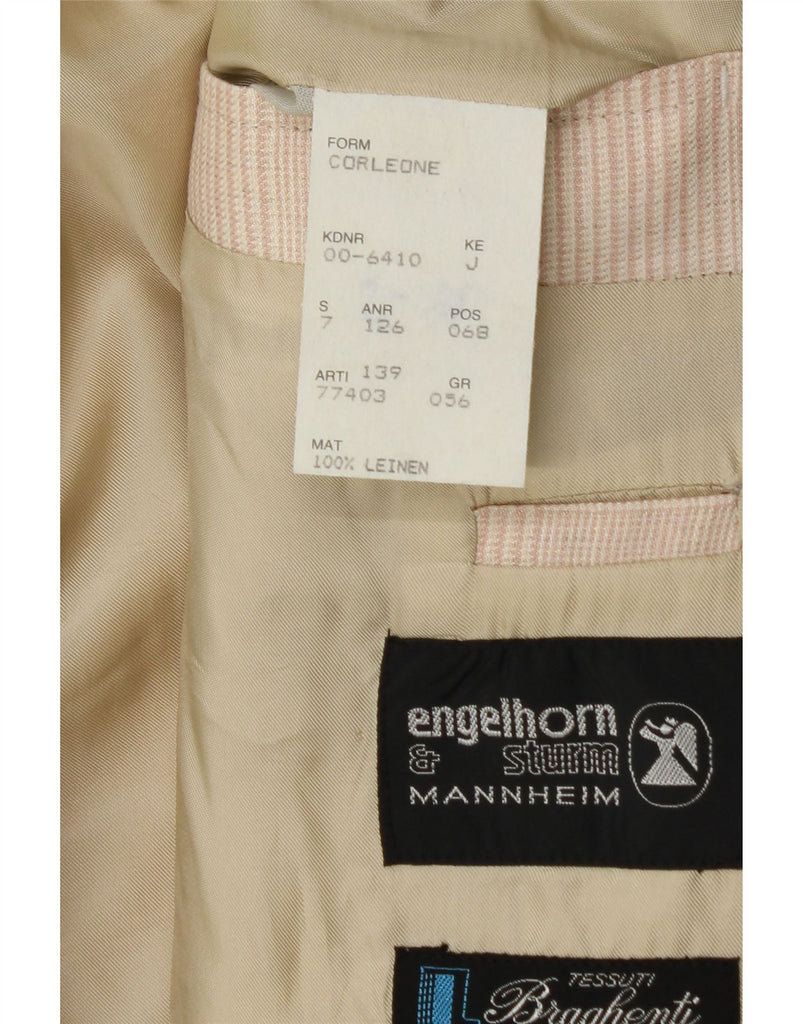 FORM
CORLEONE
KDNR KE
00-6410 J
S ANR POS
7 126 068
ARTI 139 GR
77403 056
MAT
100% LEINEN
engelhorn
& sturm
MANNHEIM
TESSUTI
Braghenti